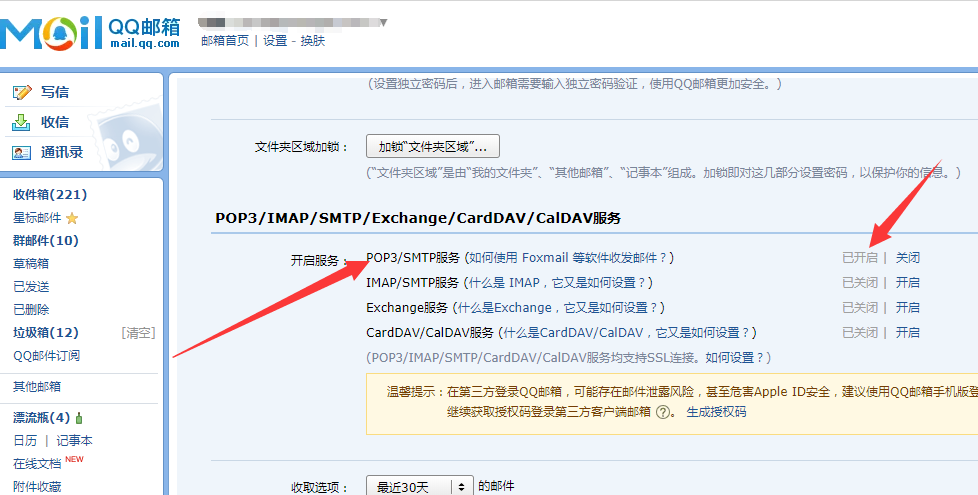 Mail QQ邮箱
mail.qq.com
邮箱首页 | 设置 - 换肤
写信
收信
通讯录
收件箱(221)
星标邮件
群邮件(10)
草稿箱
已发送
已删除
垃圾箱(12) [清空]
QQ邮件订阅
其他邮箱
漂流瓶(4)
日历 | 记事本
在线文档 NEW
附件收藏
(设置独立密码后，进入邮箱需要输入独立密码验证，使用QQ邮箱更加安全。)
文件夹区域加锁： 加锁“文件夹区域”...
(“文件夹区域”是由“我的文件夹”、“其他邮箱”、“记事本”组成。加锁即对这几部分设置密码，以保护你的信息。)
POP3/IMAP/SMTP/Exchange/CardDAV/CalDAV服务
开启服务： POP3/SMTP服务 (如何使用 Foxmail 等软件收发邮件？) 已开启 | 关闭
IMAP/SMTP服务 (什么是 IMAP，它又是如何设置？) 已关闭 | 开启
Exchange服务 (什么是Exchange，它又是如何设置？) 已关闭 | 开启
CardDAV/CalDAV服务 (什么是CardDAV/CalDAV，它又是如何设置？) 已关闭 | 开启
(POP3/IMAP/SMTP/CardDAV/CalDAV服务均支持SSL连接。如何设置？)
温馨提示：在第三方登录QQ邮箱，可能存在邮件泄露风险，甚至危害Apple ID安全，建议使用QQ邮箱手机版登
继续获取授权码登录第三方客户端邮箱 ? 。 生成授权码
收取选项： 最近30天 的邮件